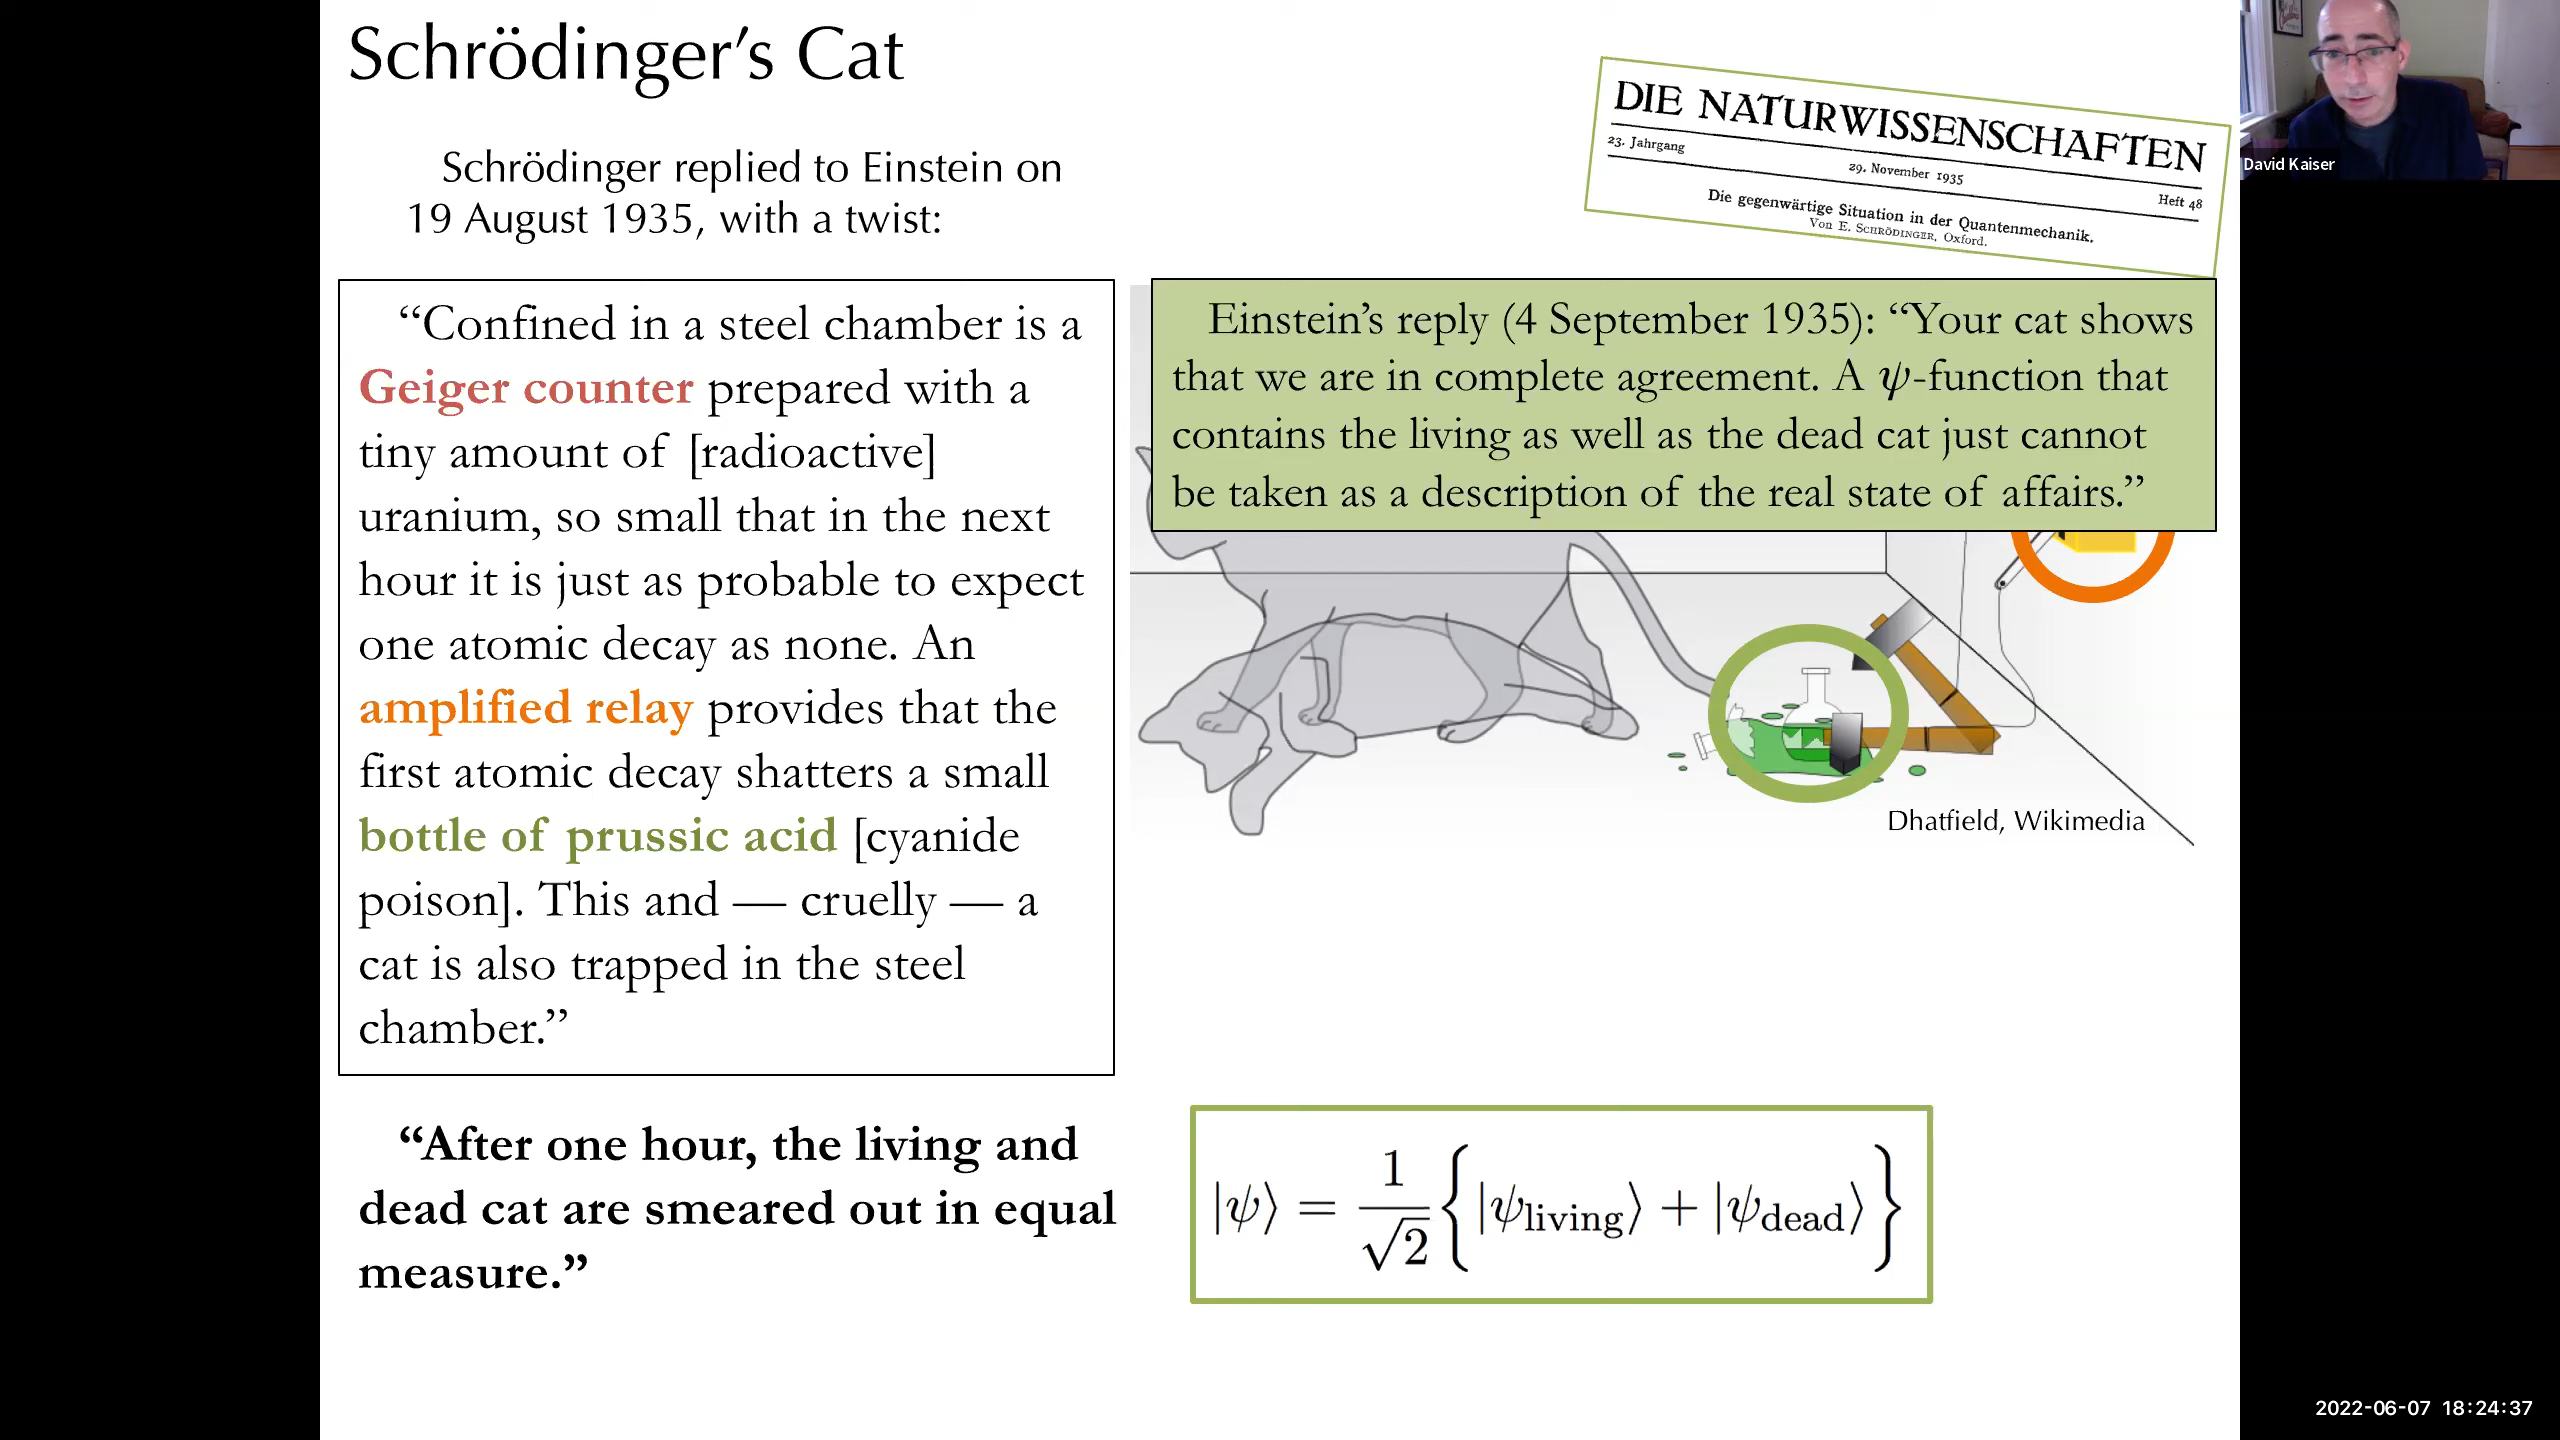 Schrödinger’s Cat
Schrödinger replied to Einstein on
19 August 1935, with a twist:
“Confined in a steel chamber is a
Geiger counter prepared with a
tiny amount of [radioactive]
uranium, so small that in the next
hour it is just as probable to expect
one atomic decay as none. An
amplified relay provides that the
first atomic decay shatters a small
bottle of prussic acid [cyanide
poison]. This and — cruelly — a
cat is also trapped in the steel
chamber.”
“After one hour, the living and
dead cat are smeared out in equal
measure.”
DIE NATURWISSENSCHAFTEN
23. Jahrgang 29. November 1935 Heft 48
Die gegenwärtige Situation in der Quantenmechanik.
Von E. SCHRÖDINGER, Oxford.
Einstein’s reply (4 September 1935): “Your cat shows
that we are in complete agreement. A ψ-function that
contains the living as well as the dead cat just cannot
be taken as a description of the real state of affairs.”
Dhatfield, Wikimedia
|ψ⟩ = 1/√2 {|ψliving⟩ + |ψdead⟩}
David Kaiser
2022-06-07 18:24:37